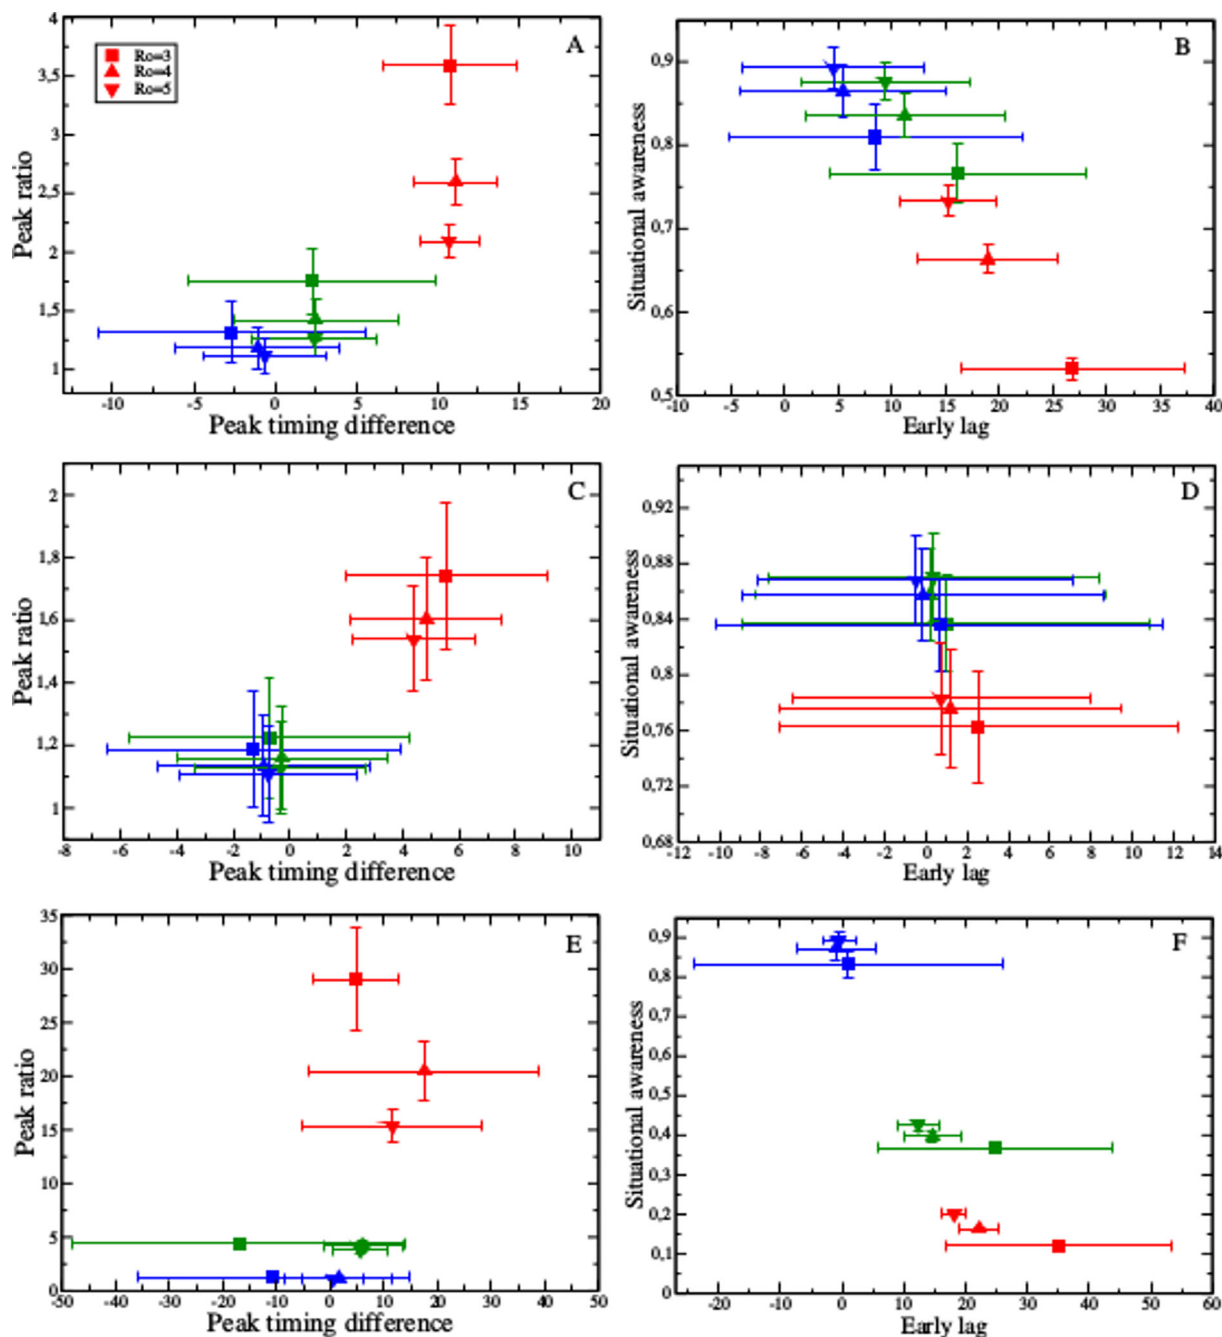 A
Ro=3
Ro=4
Ro=5
4
3,5
3
2,5
2
1,5
1
Peak ratio
-10 -5 0 5 10 15 20
Peak timing difference
B
0,9
0,8
0,7
0,6
0,5
Situational awareness
-10 -5 0 5 10 15 20 25 30 35 40
Early lag
C
2
1,8
1,6
1,4
1,2
1
Peak ratio
-8 -6 -4 -2 0 2 4 6 8 10
Peak timing difference
D
0,92
0,88
0,84
0,8
0,76
0,72
0,68
Situational awareness
-12 -10 -8 -6 -4 -2 0 2 4 6 8 10 12 14
Early lag
E
35
30
25
20
15
10
5
0
Peak ratio
-50 -40 -30 -20 -10 0 10 20 30 40 50
Peak timing difference
F
0,9
0,8
0,7
0,6
0,5
0,4
0,3
0,2
0,1
0
Situational awareness
-20 -10 0 10 20 30 40 50 60
Early lag